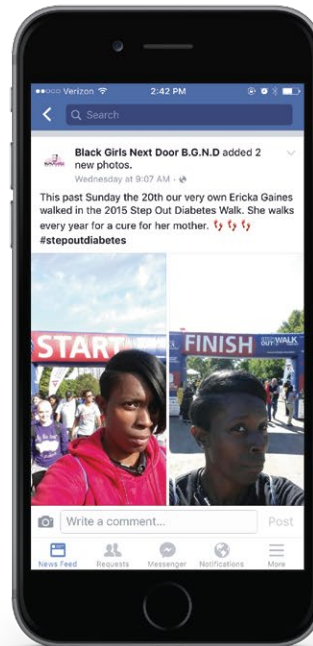 Verizon
2:42 PM
Search
Black Girls Next Door B.G.N.D added 2
new photos.
Wednesday at 9:07 AM
This past Sunday the 20th our very own Ericka Gaines
walked in the 2015 Step Out Diabetes Walk. She walks
every year for a cure for her mother.
#stepoutdiabetes
START
FINISH
Write a comment...
Post
News Feed
Requests
Messenger
Notifications
More